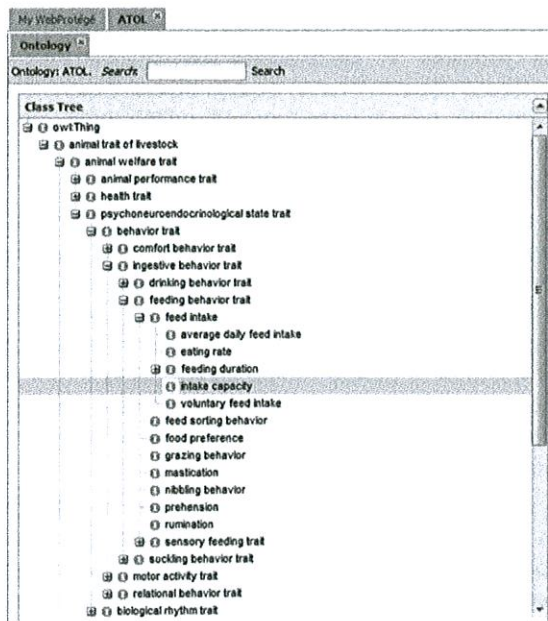 My WebProtégé ATOL
Ontology
Ontology: ATOL. Search: Search
Class Tree
owl:Thing
animal trait of livestock
animal welfare trait
animal performance trait
health trait
psychoneuroendocrinological state trait
behavior trait
comfort behavior trait
ingestive behavior trait
drinking behavior trait
feeding behavior trait
feed intake
average daily feed intake
eating rate
feeding duration
intake capacity
voluntary feed intake
feed sorting behavior
food preference
grazing behavior
mastication
nibbling behavior
prehension
rumination
sensory feeding trait
suckling behavior trait
motor activity trait
relational behavior trait
biological rhythm trait